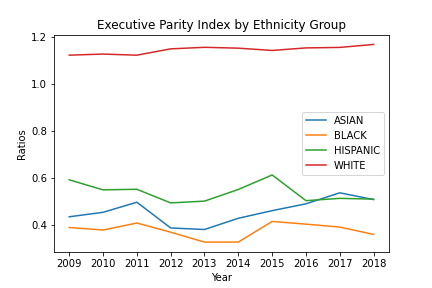 Executive Parity Index by Ethnicity Group
1.2
1.0
0.8
0.6
0.4
Ratios
ASIAN
BLACK
HISPANIC
WHITE
2009 2010 2011 2012 2013 2014 2015 2016 2017 2018
Year